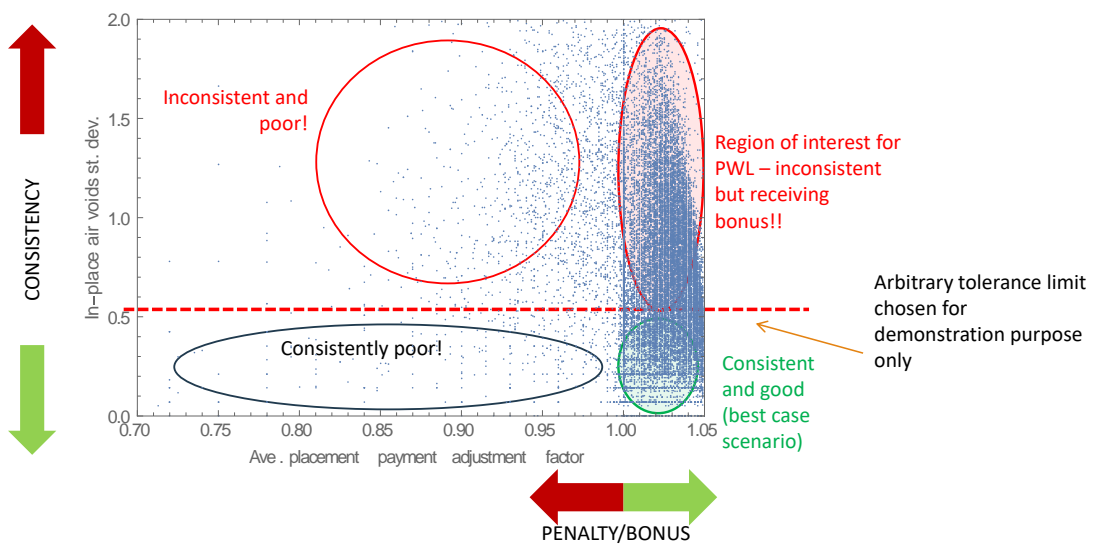 CONSISTENCY
In-place air voids st. dev.
2.0
1.5
1.0
0.5
0.0
0.70
0.75
0.80
0.85
0.90
0.95
1.00
1.05
Ave . placement payment adjustment factor
Inconsistent and
poor!
Consistently poor!
Region of interest for
PWL – inconsistent
but receiving
bonus!!
Arbitrary tolerance limit
chosen for
demonstration purpose
only
Consistent
and good
(best case
scenario)
PENALTY/BONUS